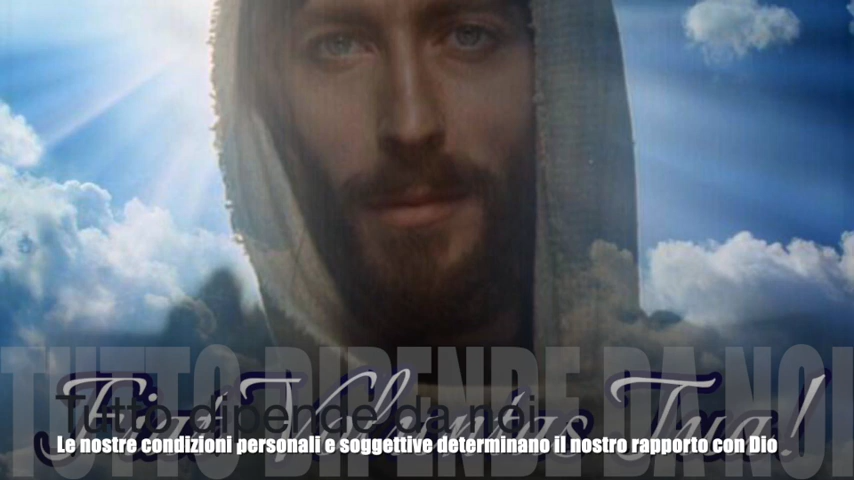 TUTTO DIPENDE DA NOI
Fiat Voluntas Tua!
Tutto dipende da noi
Le nostre condizioni personali e soggettive determinano il nostro rapporto con Dio